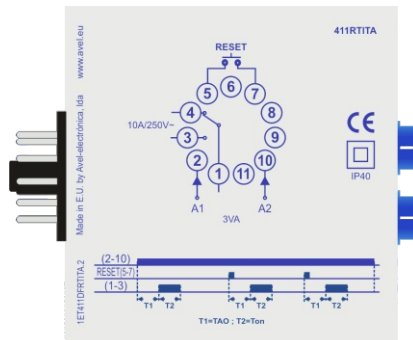 www.avel.eu
Made in E.U. by Avel-electrónica, lda
1ET411DFRTITA.2
411RTITA
RESET
6
5 7
4 8
10A/250V~
3 9
2 10
1 11
A1 A2
3VA
CE
IP40
(2-10)
RESET(5-7)
(1-3)
T1 T2 T1 T2 T1 T2
T1=TAO ; T2=Ton